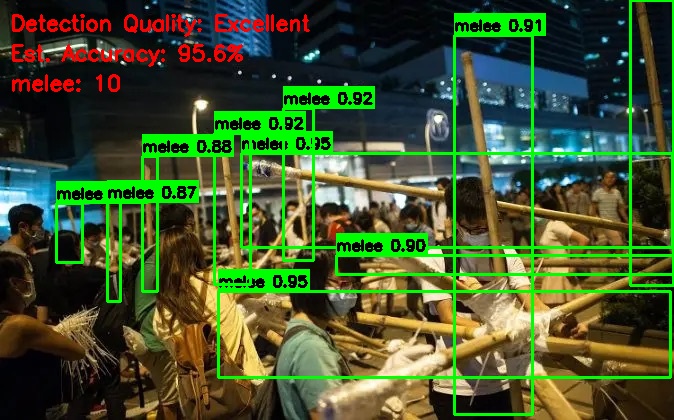 Detection Quality: Excellent
Est. Accuracy: 95.6%
melee: 10
melee 0.91
melee 0.92
melee 0.92
melee 0.95
melee 0.88
melee
melee 0.87
melee 0.90
melee 0.95